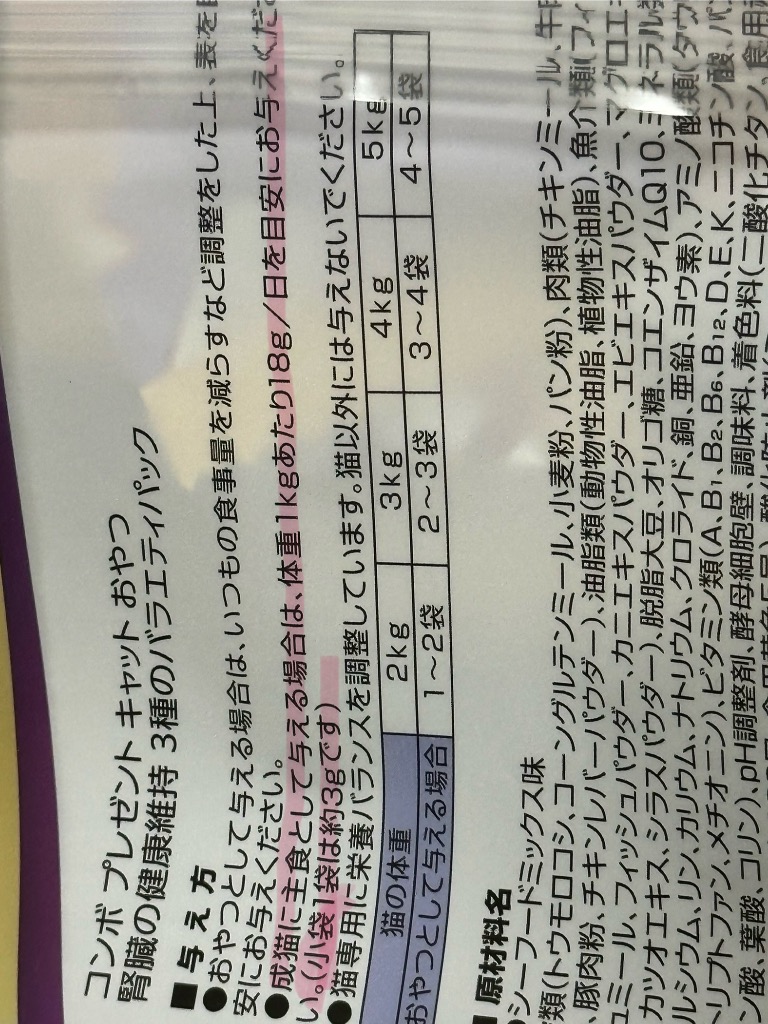 コンボ プレゼント キャット おやつ
腎臓の健康維持 3種のバラエティパック
■与え方
●おやつとして与える場合は、いつもの食事量を減らすなど調整をした上、表を目
安にお与えください。
●成猫に主食として与える場合は、体重1kgあたり18g/日を目安にお与えくださ
い。(小袋1袋は約3gです)
●猫専用に栄養バランスを調整しています。猫以外には与えないでください。
猫の体重 2kg 3kg 4kg 5kg
おやつとして与える場合 1〜2袋 2〜3袋 3〜4袋 4〜5袋
■原材料名
●シーフードミックス味
類(トウモロコシ、コーングルテンミール、小麦粉、パン粉)、肉類(チキンミール、牛
、豚肉粉、チキンレバーパウダー)、油脂類(動物性油脂、植物性油脂)、魚介類(フィ
ュミール、フィッシュパウダー、カニエキスパウダー、エビエキスパウダー、マグロエキ
カツオエキス、シラスパウダー)、脱脂大豆、オリゴ糖、コエンザイムQ10、ミネラル類
ルシウム、リン、カリウム、ナトリウム、クロライド、銅、亜鉛、ヨウ素)、アミノ酸類(タウ
トリプトファン、メチオニン)、ビタミン類(A、B₁、B₂、B₆、B₁₂、D、E、K、ニコチン酸、パン
ン酸、葉酸、コリン)、pH調整剤、酵母細胞壁、調味料、着色料(二酸化チタン、食用